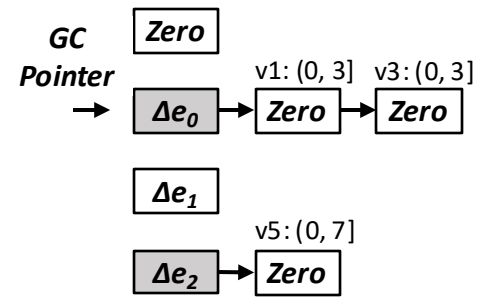 Zero
GC
Pointer
v1: (0, 3] v3: (0, 3]
Δe0 Zero Zero
Δe1
v5: (0, 7]
Δe2 Zero